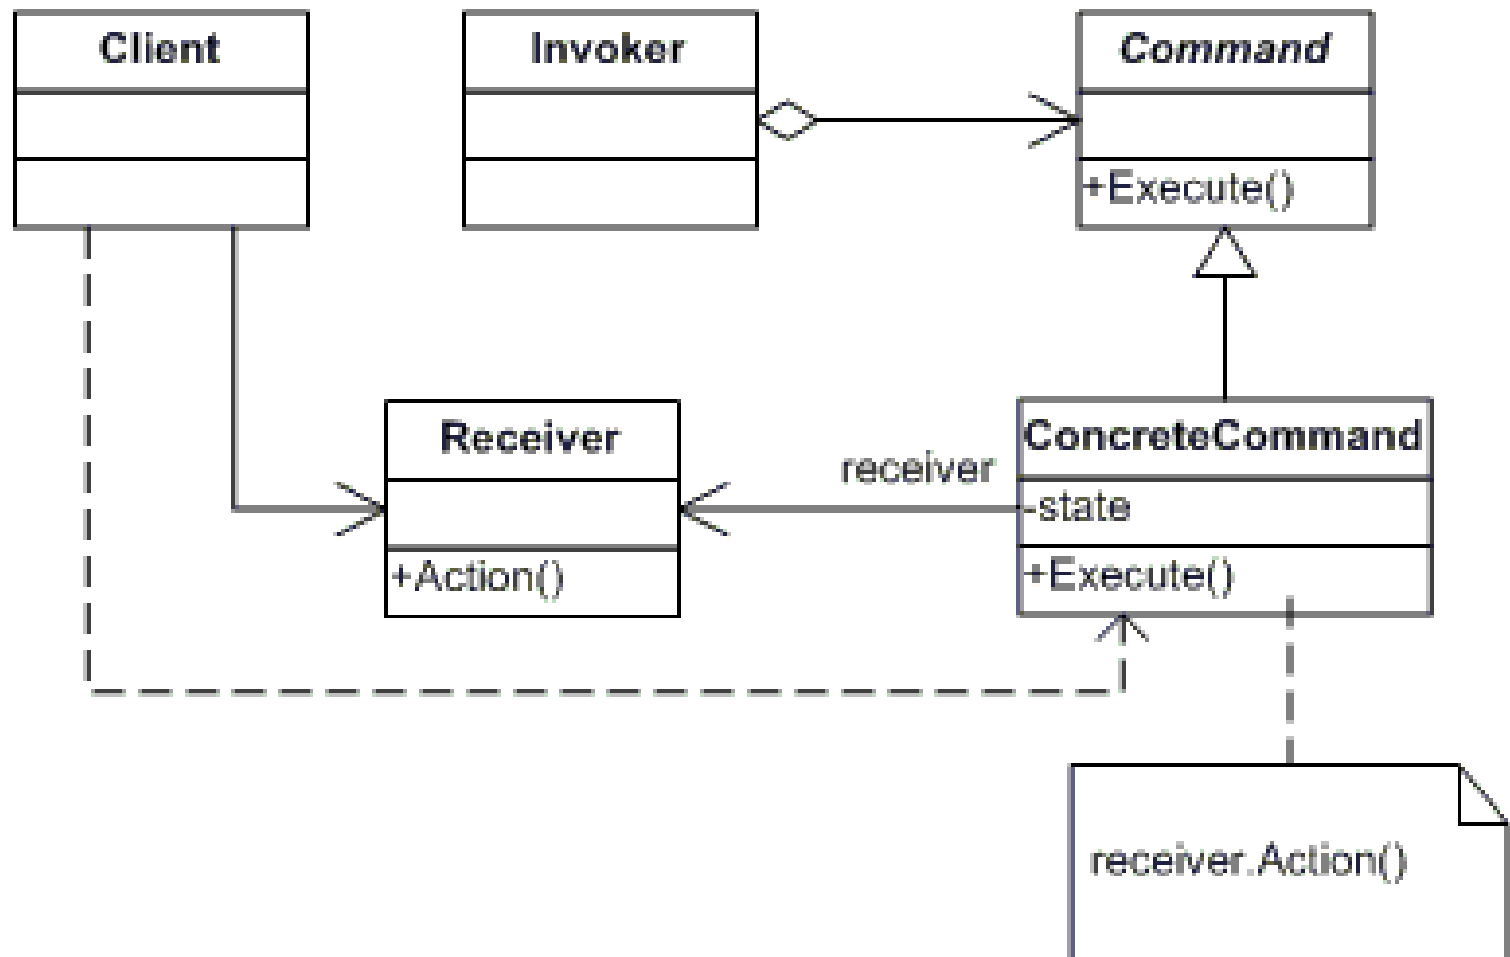 Client
Invoker
Command
+Execute()
Receiver
+Action()
receiver
ConcreteCommand
-state
+Execute()
receiver.Action()